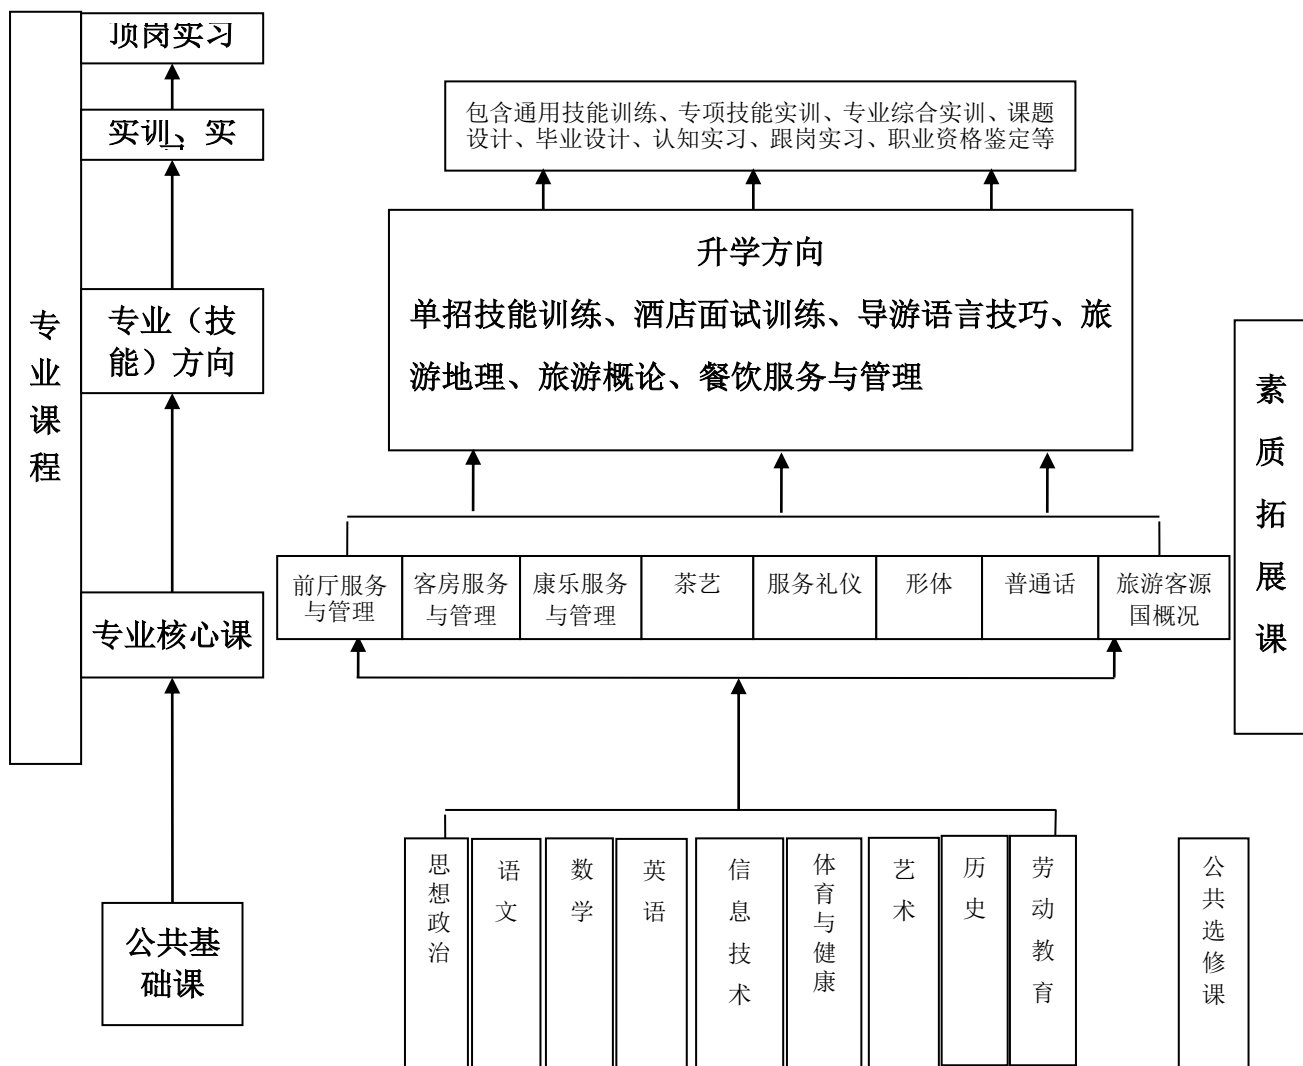 顶岗实习
实训、实
包含通用技能训练、专项技能实训、专业综合实训、课题
设计、毕业设计、认知实习、跟岗实习、职业资格鉴定等
升学方向
单招技能训练、酒店面试训练、导游语言技巧、旅
游地理、旅游概论、餐饮服务与管理
专业（技
能）方向
专业课程
素质拓展课
前厅服务
与管理
客房服务
与管理
康乐服务
与管理
茶艺
服务礼仪
形体
普通话
旅游客源
国概况
专业核心课
思想政治
语文
数学
英语
信息技术
体育与健康
艺术
历史
劳动教育
公共选修课
公共基
础课